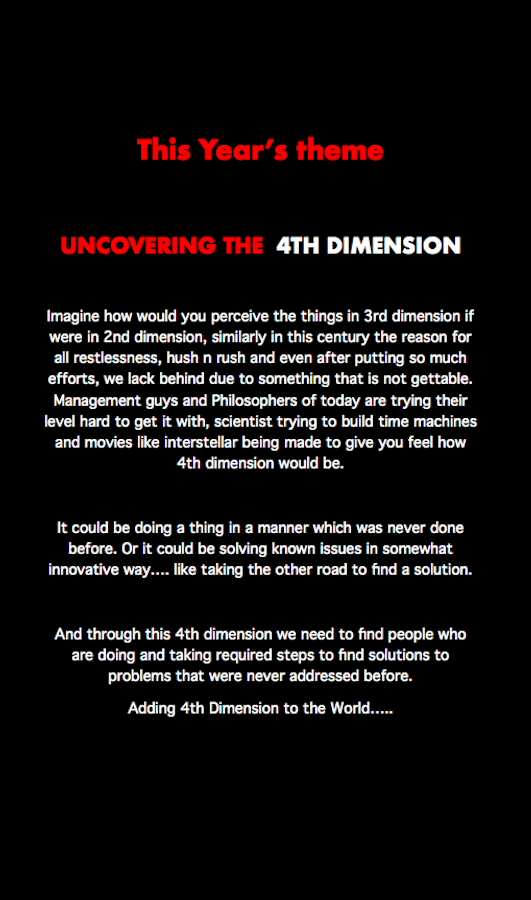 This Year's theme
UNCOVERING THE 4TH DIMENSION
Imagine how would you perceive the things in 3rd dimension if
were in 2nd dimension, similarly in this century the reason for
all restlessness, hush n rush and even after putting so much
efforts, we lack behind due to something that is not gettable.
Management guys and Philosophers of today are trying their
level hard to get it with, scientist trying to build time machines
and movies like interstellar being made to give you feel how
4th dimension would be.
It could be doing a thing in a manner which was never done
before. Or it could be solving known issues in somewhat
innovative way.... like taking the other road to find a solution.
And through this 4th dimension we need to find people who
are doing and taking required steps to find solutions to
problems that were never addressed before.
Adding 4th Dimension to the World.....